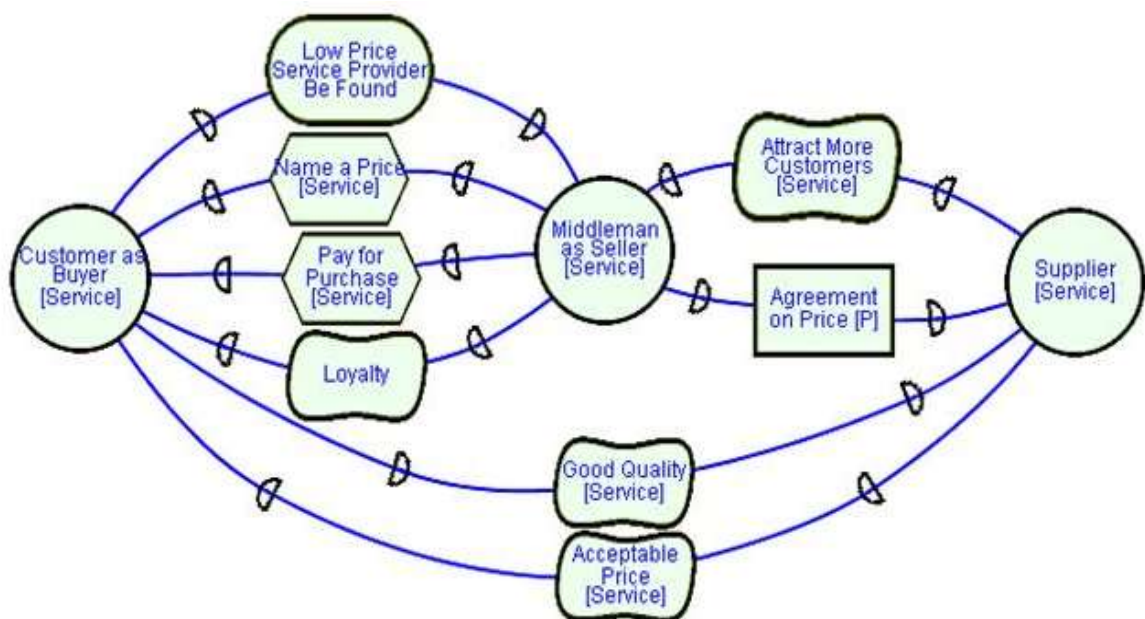 Low Price
Service Provider
Be Found
Name a Price
[Service]
Attract More
Customers
[Service]
Customer as
Buyer
[Service]
Pay for
Purchase
[Service]
Middleman
as Seller
[Service]
Supplier
[Service]
Agreement
on Price [P]
Loyalty
Good Quality
[Service]
Acceptable
Price
[Service]